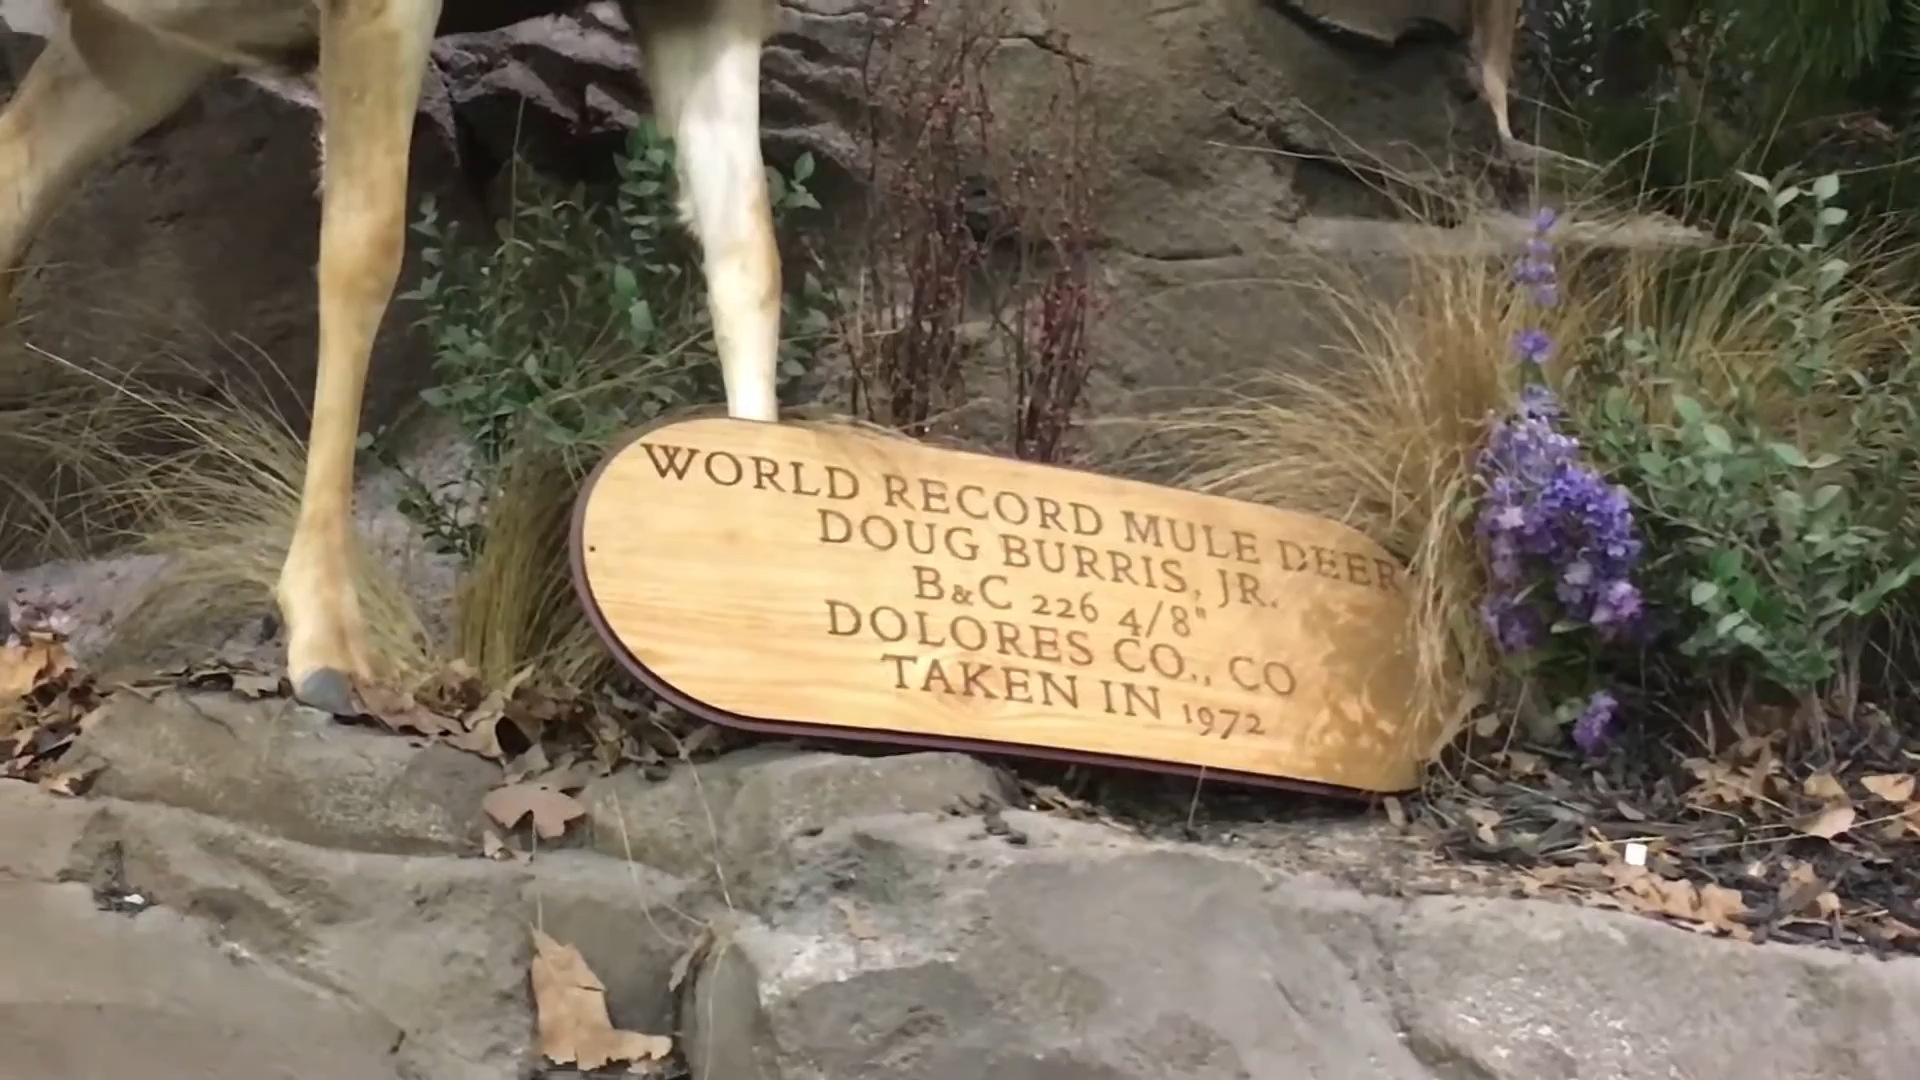 WORLD RECORD MULE DEER
DOUG BURRIS, JR.
B&C 226 4/8"
DOLORES CO., CO
TAKEN IN 1972